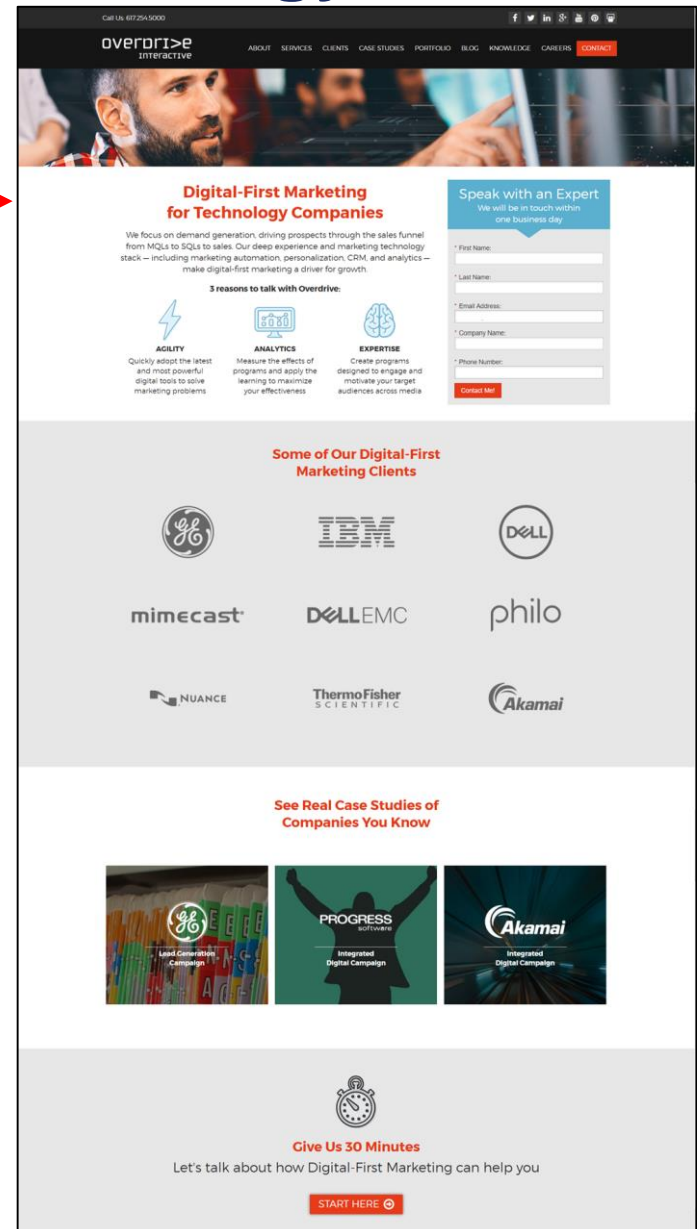 Call Us: 617.254.5000
overdrI>e
InteractIve
ABOUT SERVICES CLIENTS CASE STUDIES PORTFOLIO BLOG KNOWLEDGE CAREERS CONTACT
Digital-First Marketing
for Technology Companies
We focus on demand generation, driving prospects through the sales funnel
from MQLs to SQLs to sales. Our deep experience and marketing technology
stack — including marketing automation, personalization, CRM, and analytics —
make digital-first marketing a driver for growth.
3 reasons to talk with Overdrive:
AGILITY
Quickly adopt the latest
and most powerful
digital tools to solve
marketing problems
ANALYTICS
Measure the effects of
programs and apply the
learning to maximize
your effectiveness
EXPERTISE
Create programs
designed to engage and
motivate your target
audiences across media
Speak with an Expert
We will be in touch within
one business day
* First Name:
* Last Name:
* Email Address:
* Company Name:
* Phone Number:
Contact Me!
Some of Our Digital-First
Marketing Clients
GE
IBM
DELL
mimecast®
DELLEMC
philo
NUANCE
ThermoFisher
SCIENTIFIC
Akamai
See Real Case Studies of
Companies You Know
GE
Lead Generation
Campaign
PROGRESS
software
Integrated
Digital Campaign
Akamai
Integrated
Digital Campaign
Give Us 30 Minutes
Let's talk about how Digital-First Marketing can help you
START HERE